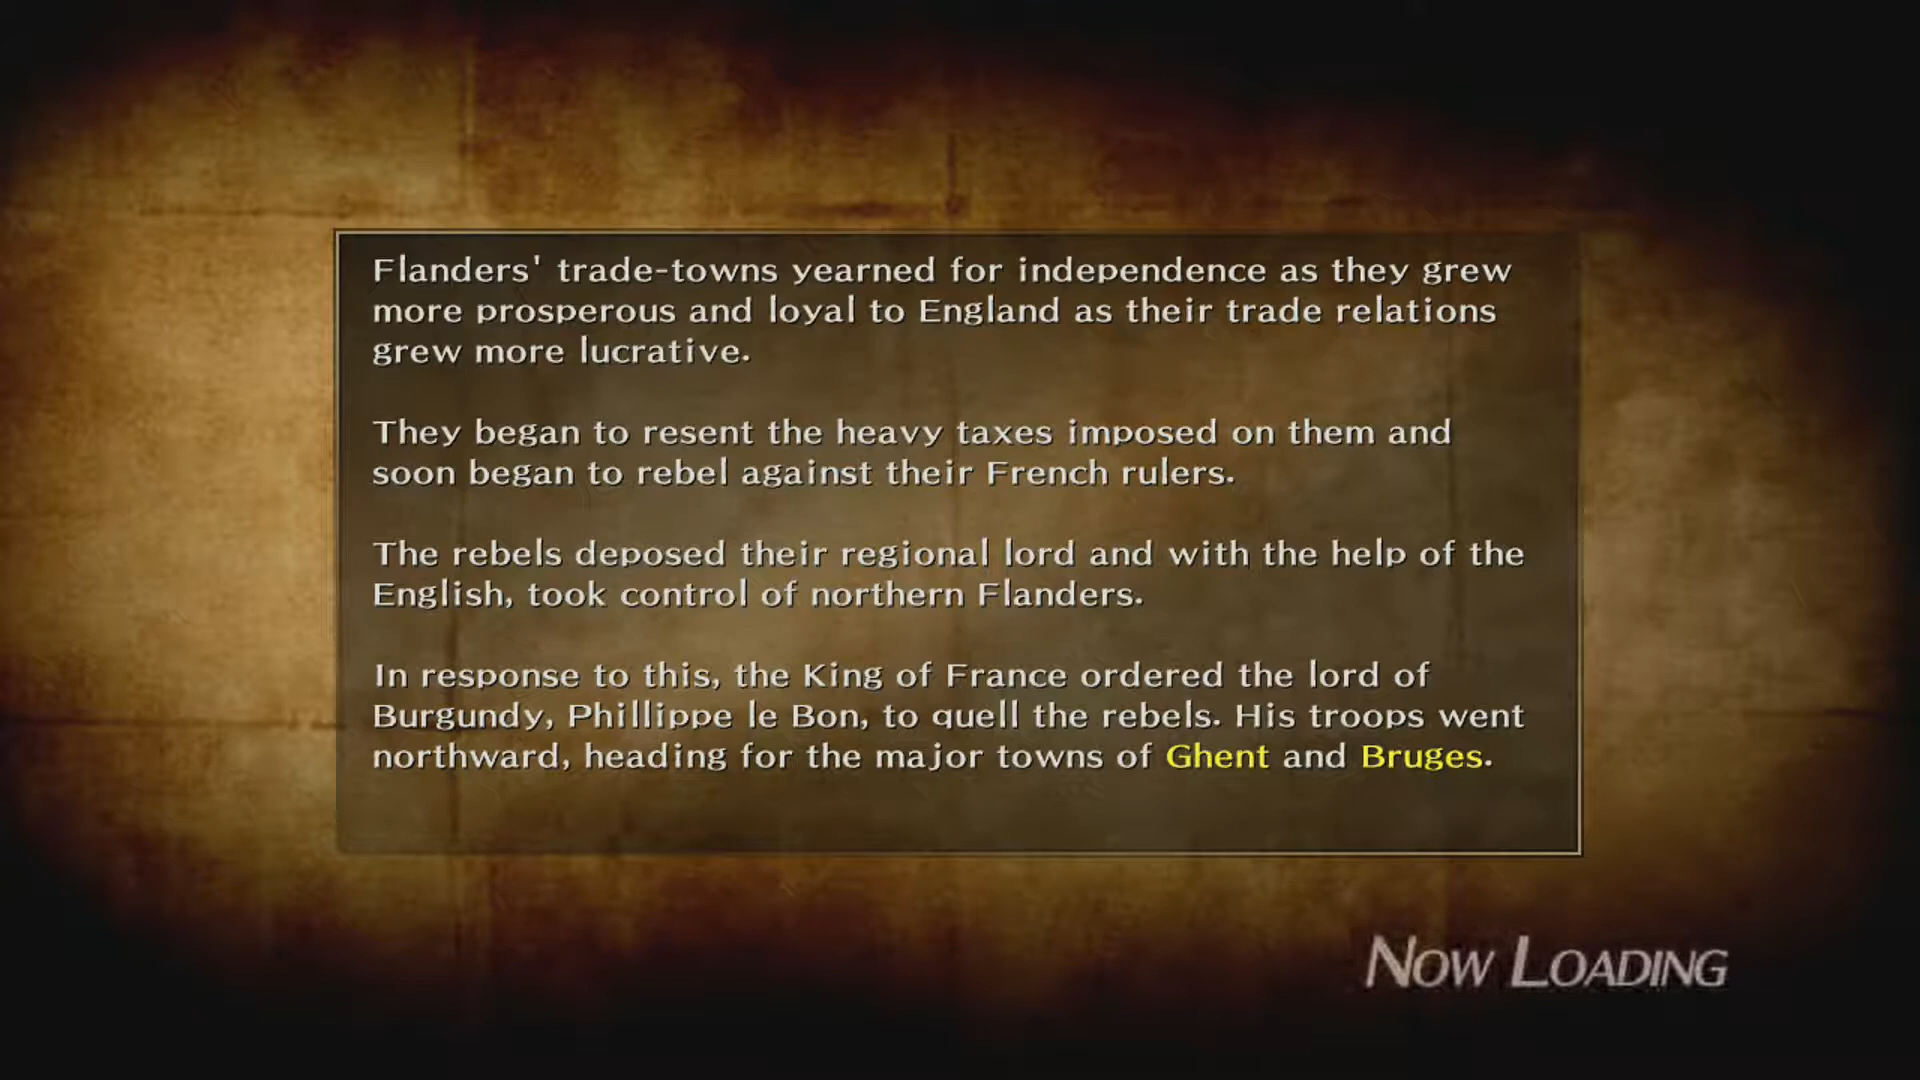 Flanders' trade-towns yearned for independence as they grew
more prosperous and loyal to England as their trade relations
grew more lucrative.
They began to resent the heavy taxes imposed on them and
soon began to rebel against their French rulers.
The rebels deposed their regional lord and with the help of the
English, took control of northern Flanders.
In response to this, the King of France ordered the lord of
Burgundy, Phillippe le Bon, to quell the rebels. His troops went
northward, heading for the major towns of Ghent and Bruges.
NOW LOADING